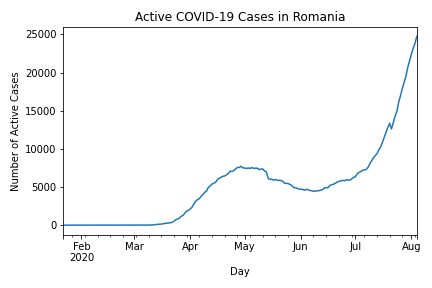 Active COVID-19 Cases in Romania
Number of Active Cases
25000
20000
15000
10000
5000
0
Feb
2020
Mar
Apr
May
Jun
Jul
Aug
Day